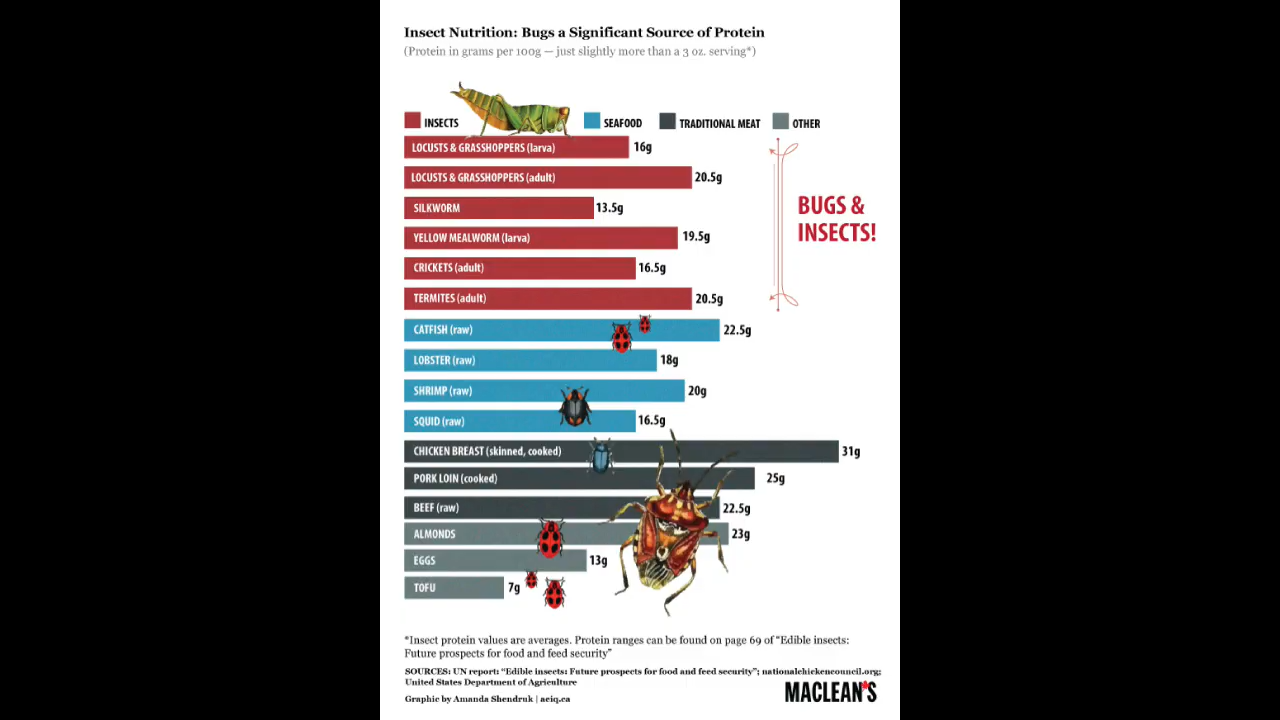 Insect Nutrition: Bugs a Significant Source of Protein
(Protein in grams per 100g — just slightly more than a 3 oz. serving*)
INSECTS SEAFOOD TRADITIONAL MEAT OTHER
LOCUSTS & GRASSHOPPERS (larva) 16g
LOCUSTS & GRASSHOPPERS (adult) 20.5g
SILKWORM 13.5g
BUGS &
INSECTS!
YELLOW MEALWORM (larva) 19.5g
CRICKETS (adult) 16.5g
TERMITES (adult) 20.5g
CATFISH (raw) 22.5g
LOBSTER (raw) 18g
SHRIMP (raw) 20g
SQUID (raw) 16.5g
CHICKEN BREAST (skinned, cooked) 31g
PORK LOIN (cooked) 25g
BEEF (raw) 22.5g
ALMONDS 23g
EGGS 13g
TOFU 7g
*Insect protein values are averages. Protein ranges can be found on page 69 of "Edible insects:
Future prospects for food and feed security"
SOURCES: UN report: "Edible insects: Future prospects for food and feed security"; nationalchickencouncil.org;
United States Department of Agriculture
Graphic by Amanda Shendruk | aeiq.ca
MACLEAN'S